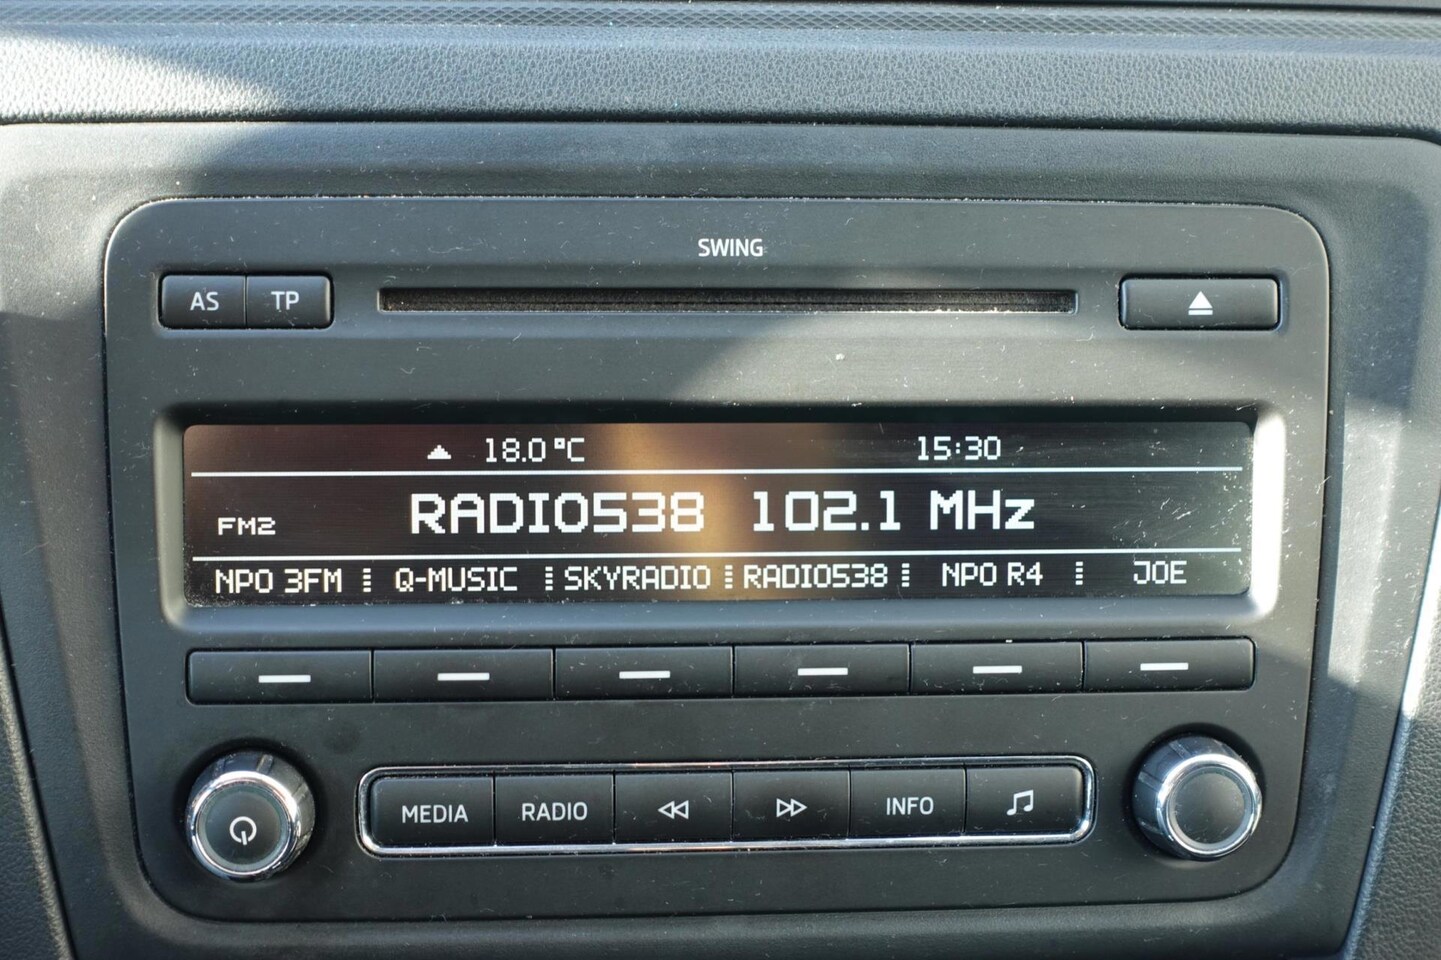 SWING
AS TP
18.0°C 15:30
FM2 RADIO538 102.1 MHz
NPO 3FM Q-MUSIC SKYRADIO RADIO538 NPO R4 JOE
MEDIA RADIO INFO